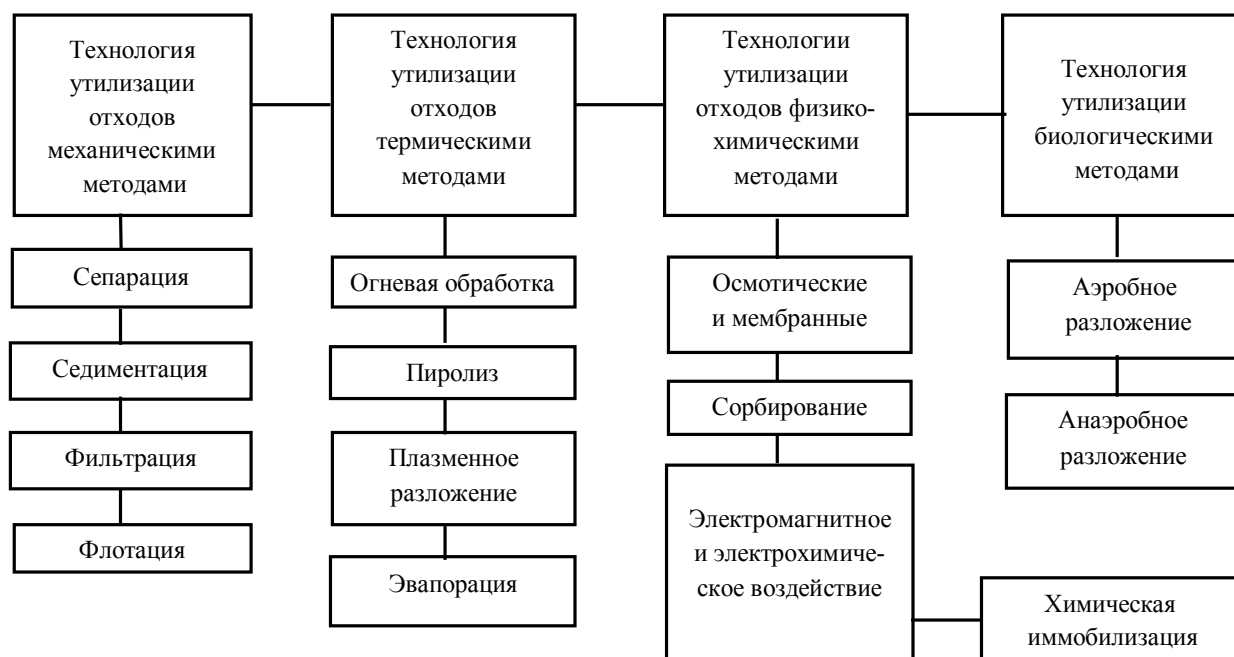 Технология
утилизации
отходов
механическими
методами
Сепарация
Седиментация
Фильтрация
Флотация
Технология
утилизации
отходов
термическими
методами
Огневая обработка
Пиролиз
Плазменное
разложение
Эвапорация
Технологии
утилизации
отходов физико-
химическими
методами
Осмотические
и мембранные
Сорбирование
Электромагнитное
и электрохимиче-
ское воздействие
Химическая
иммобилизация
Технология
утилизации
биологическими
методами
Аэробное
разложение
Анаэробное
разложение